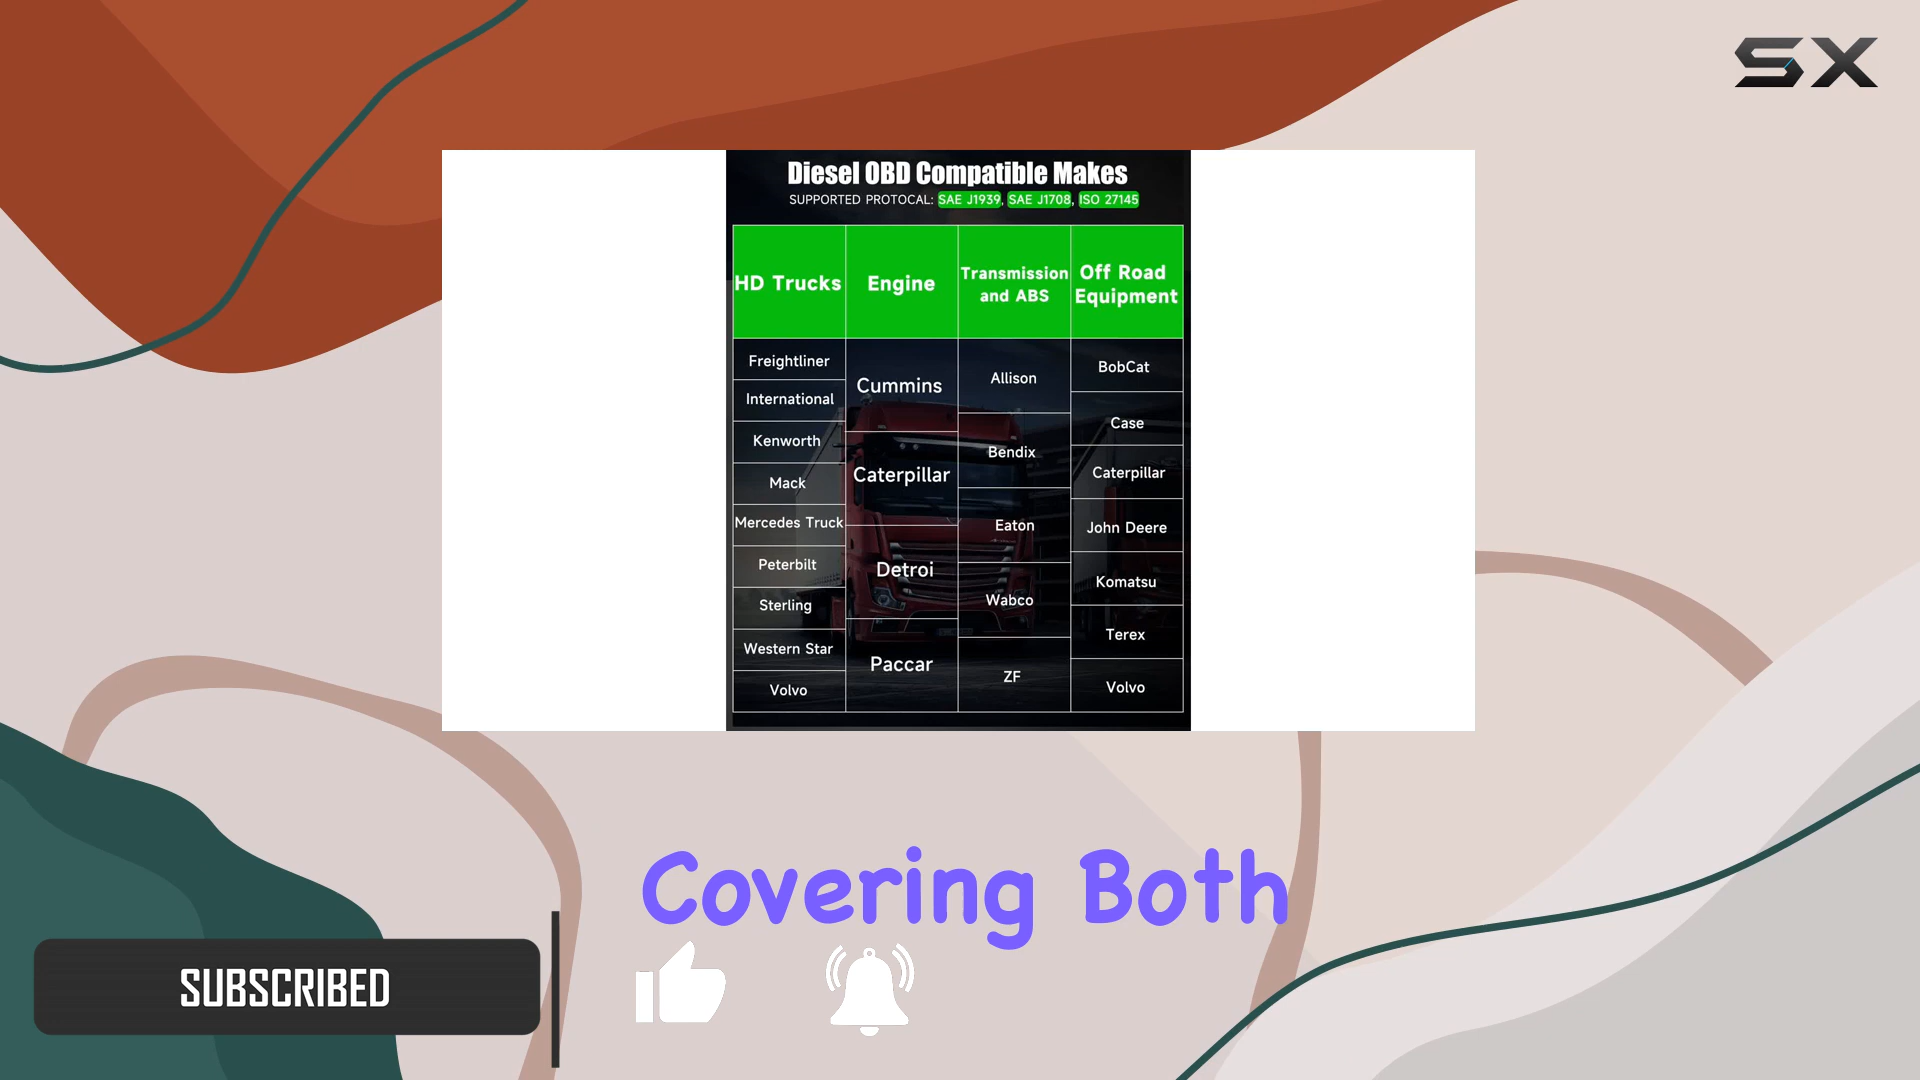 SX
Diesel OBD Compatible Makes
SUPPORTED PROTOCAL: SAE J1939, SAE J1708, ISO 27145
HD Trucks
Engine
Transmission
and ABS
Off Road
Equipment
Freightliner
International
Kenworth
Mack
Mercedes Truck
Peterbilt
Sterling
Western Star
Volvo
Cummins
Caterpillar
Detroi
Paccar
Allison
Bendix
Eaton
Wabco
ZF
BobCat
Case
Caterpillar
John Deere
Komatsu
Terex
Volvo
Covering Both
SUBSCRIBED